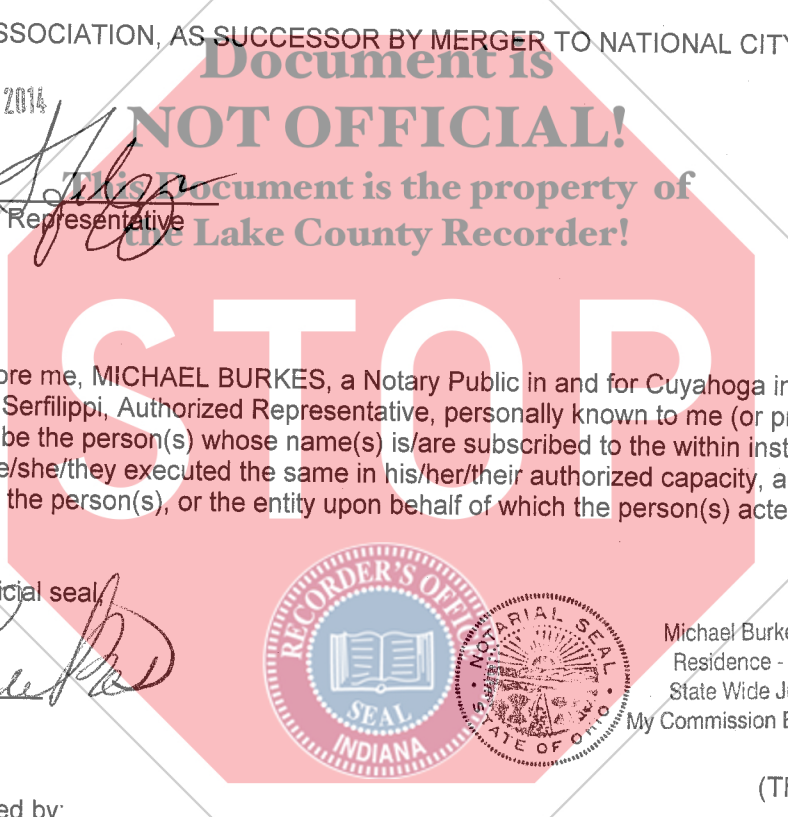 SSOCIATION, AS SUCCESSOR BY MERGER TO NATIONAL CITY
Document is
2014
NOT OFFICIAL!
This Document is the property of
Representative
the Lake County Recorder!
STOP
ore me, MICHAEL BURKES, a Notary Public in and for Cuyahoga in
Serfilippi, Authorized Representative, personally known to me (or pr
be the person(s) whose name(s) is/are subscribed to the within inst
e/she/they executed the same in his/her/their authorized capacity, a
the person(s), or the entity upon behalf of which the person(s) acte
icial seal,
RECORDER'S OFFICE
SEAL
INDIANA
NOTARIAL SEAL
STATE OF OHIO
Michael Burke
Residence -
State Wide J
My Commission E
(Th
ed by: